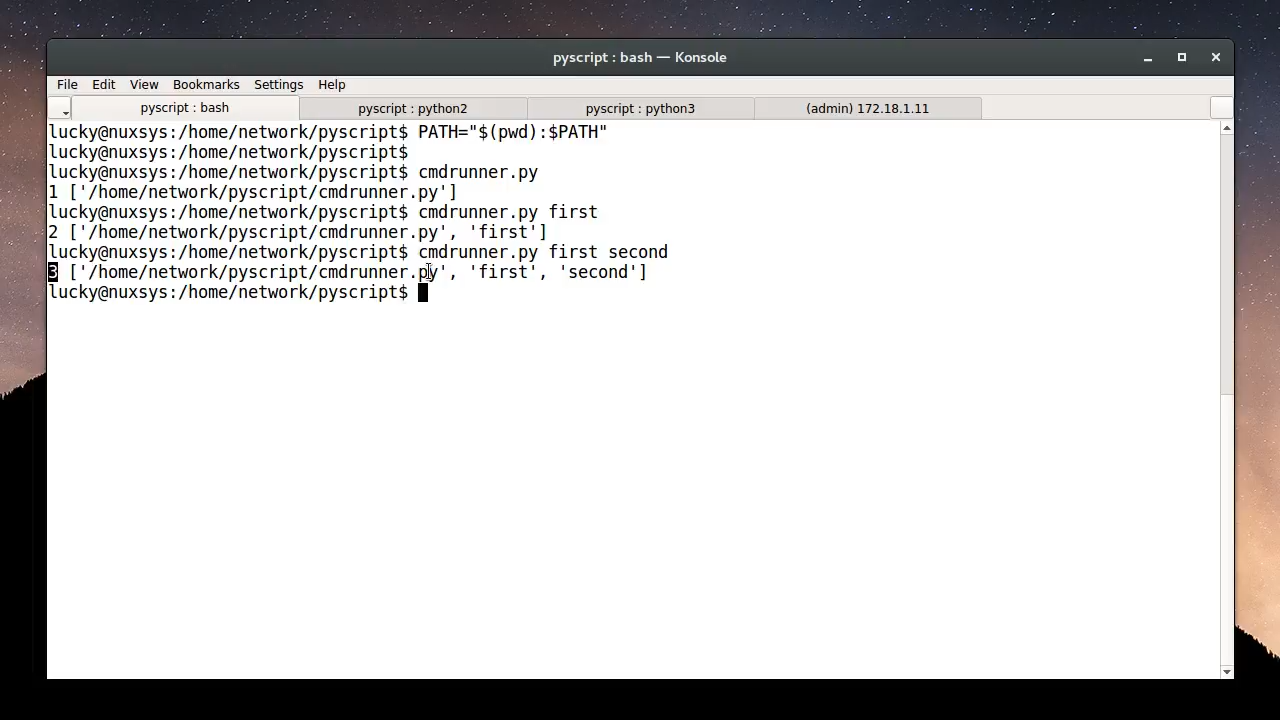 pyscript : bash — Konsole
File Edit View Bookmarks Settings Help
pyscript : bash pyscript : python2 pyscript : python3 (admin) 172.18.1.11
lucky@nuxsys:/home/network/pyscript$ PATH="$(pwd):$PATH"
lucky@nuxsys:/home/network/pyscript$
lucky@nuxsys:/home/network/pyscript$ cmdrunner.py
1 ['/home/network/pyscript/cmdrunner.py']
lucky@nuxsys:/home/network/pyscript$ cmdrunner.py first
2 ['/home/network/pyscript/cmdrunner.py', 'first']
lucky@nuxsys:/home/network/pyscript$ cmdrunner.py first second
3 ['/home/network/pyscript/cmdrunner.py', 'first', 'second']
lucky@nuxsys:/home/network/pyscript$